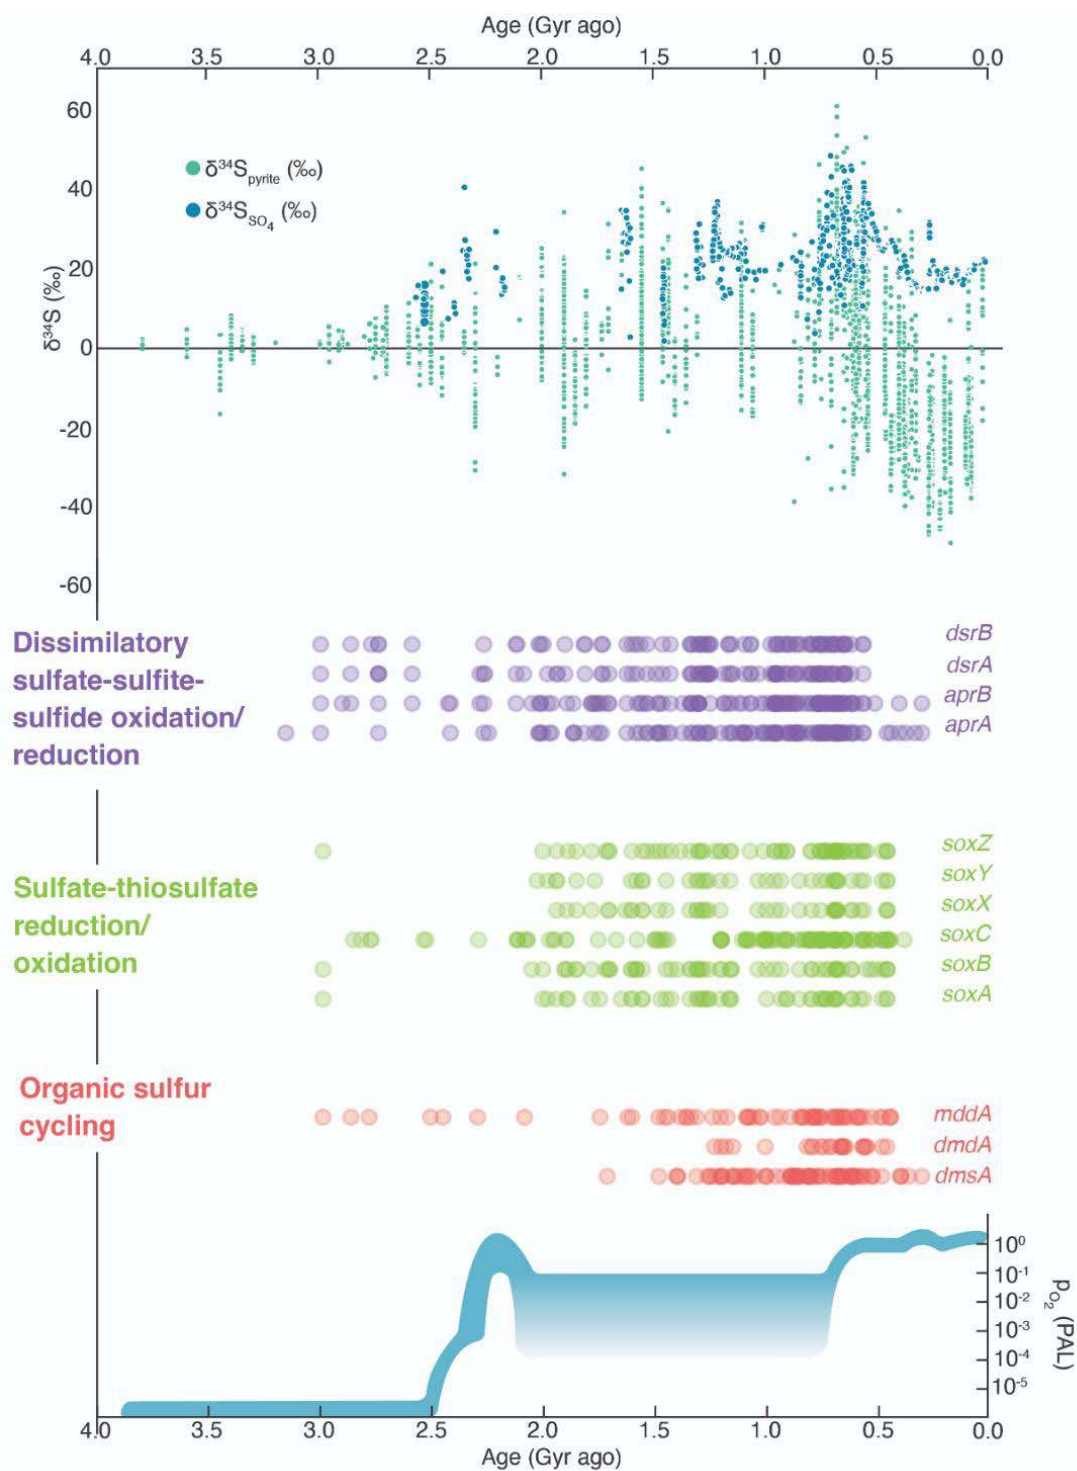 Age (Gyr ago)
4.0 3.5 3.0 2.5 2.0 1.5 1.0 0.5 0.0
60
40
20
0
-20
-40
-60
δ³⁴S (‰)
δ³⁴S_pyrite (‰)
δ³⁴S_SO₄ (‰)
Dissimilatory
sulfate-sulfite-
sulfide oxidation/
reduction
dsrB
dsrA
aprB
aprA
Sulfate-thiosulfate
reduction/
oxidation
soxZ
soxY
soxX
soxC
soxB
soxA
Organic sulfur
cycling
mddA
dmdA
dmsA
10⁰
10⁻¹
10⁻²
10⁻³
10⁻⁴
10⁻⁵
p_O₂ (PAL)
4.0 3.5 3.0 2.5 2.0 1.5 1.0 0.5 0.0
Age (Gyr ago)